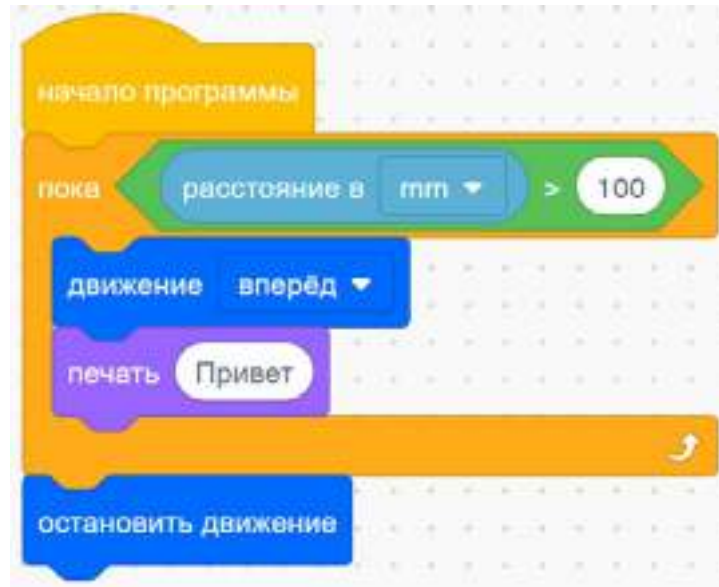 начало программы
пока расстояние в mm > 100
движение вперёд
печать Привет
остановить движение